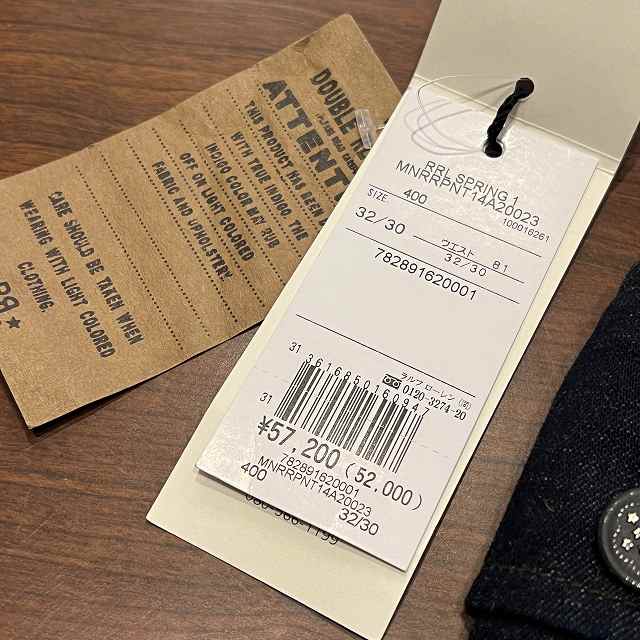 DOUBLE R
ATTENT
THIS PRODUCT HAS BEEN
WITH TRUE INDIGO. THE
INDIGO COLOR MAY RUB
OFF ON LIGHT COLORED
FABRIC AND UPHOLSTERY
CARE SHOULD BE TAKEN WHEN
WEARING WITH LIGHT COLORED
CLOTHING.
RRL SPRING 1
MNRRPNT14A20023
100016261
SIZE. 400
32/30 ウエスト 81
32/30
782891620001
ラルフ ローレン(株)
0120-3274-20
31 3616850160947
31
¥57,200(52,000)
782891620001
MNRRPNT14A20023
400 32/30